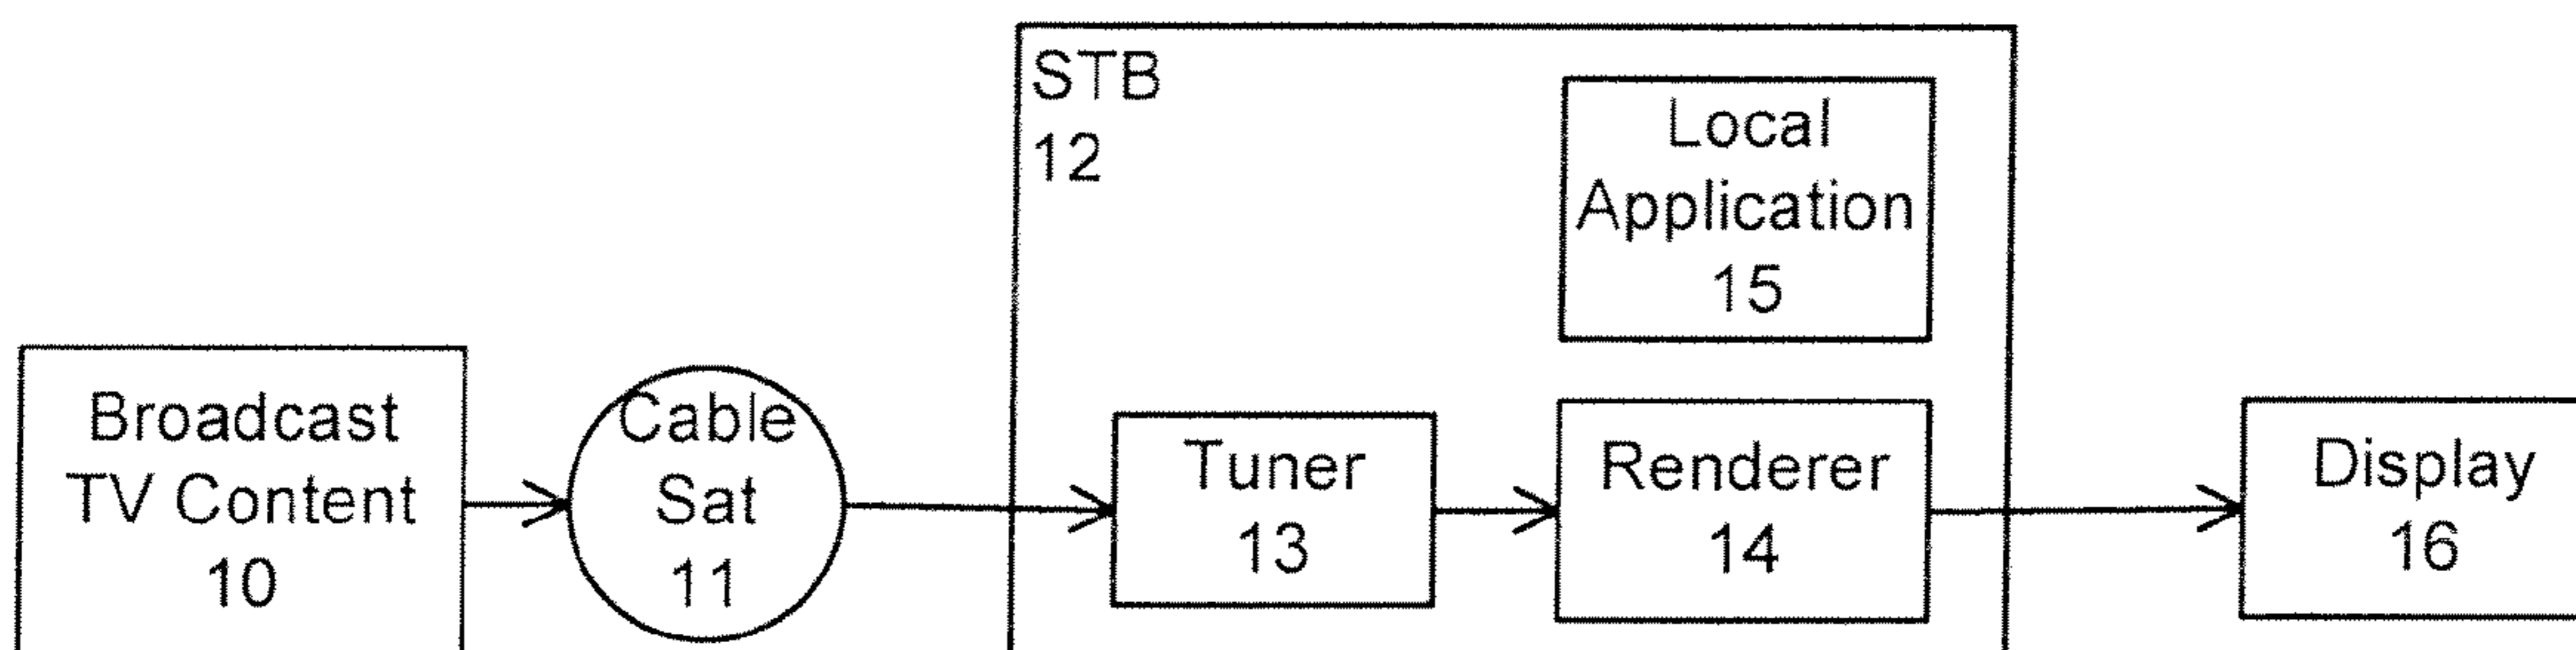 STB
12
Local
Application
15
Broadcast
TV Content
10
Cable
Sat
11
Tuner
13
Renderer
14
Display
16